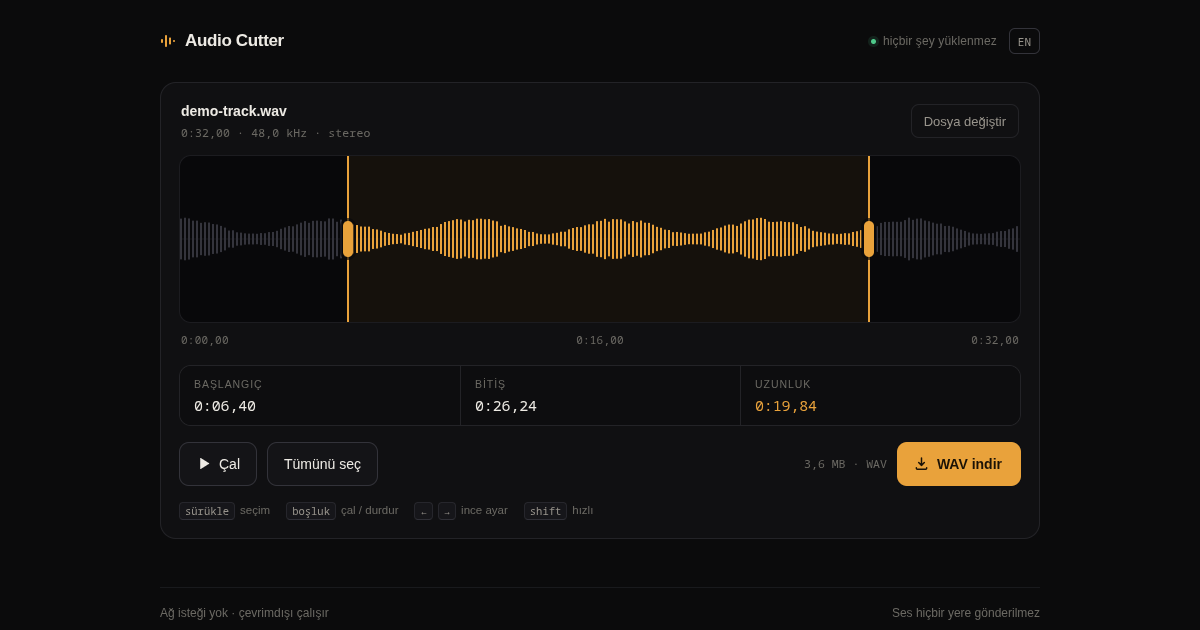 Audio Cutter
hiçbir şey yüklenmez
EN
demo-track.wav
0:32,00 · 48,0 kHz · stereo
Dosya değiştir
0:00,00
0:16,00
0:32,00
BAŞLANGIÇ
BİTİŞ
UZUNLUK
0:06,40
0:26,24
0:19,84
Çal
Tümünü seç
3,6 MB · WAV
WAV indir
sürükle seçim boşluk çal / durdur ← → ince ayar shift hızlı
Ağ isteği yok · çevrimdışı çalışır
Ses hiçbir yere gönderilmez